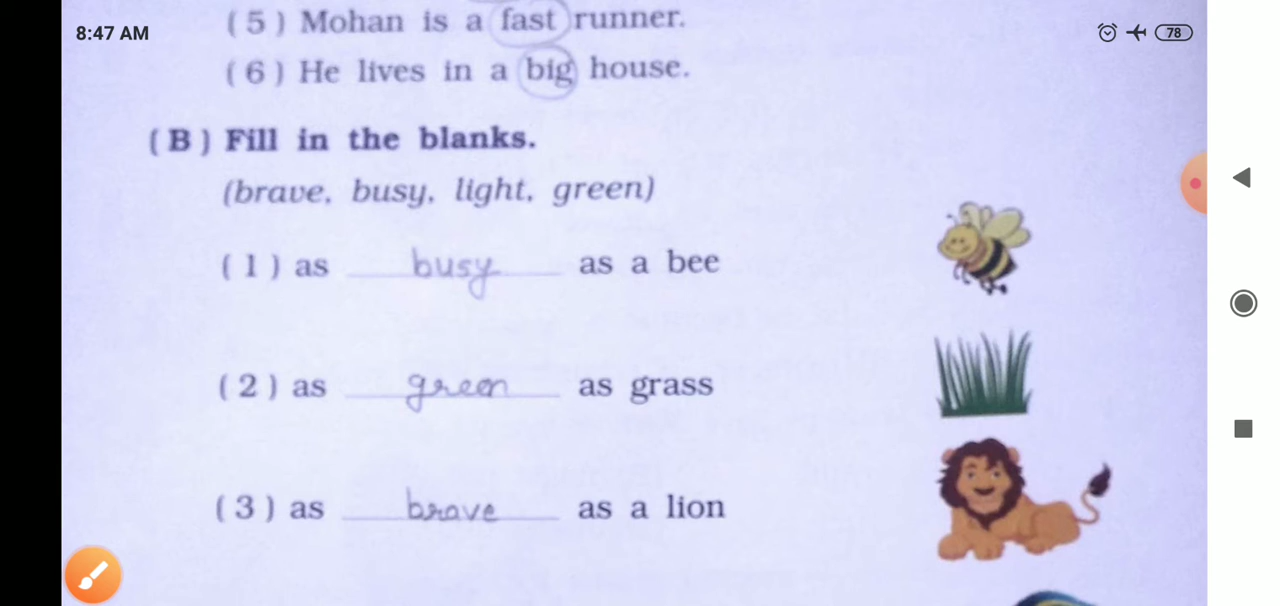 ( 5 ) Mohan is a fast runner.
8:47 AM
78
( 6 ) He lives in a big house.
( B ) Fill in the blanks.
(brave, busy, light, green)
( 1 ) as busy as a bee
( 2 ) as green as grass
( 3 ) as brave as a lion